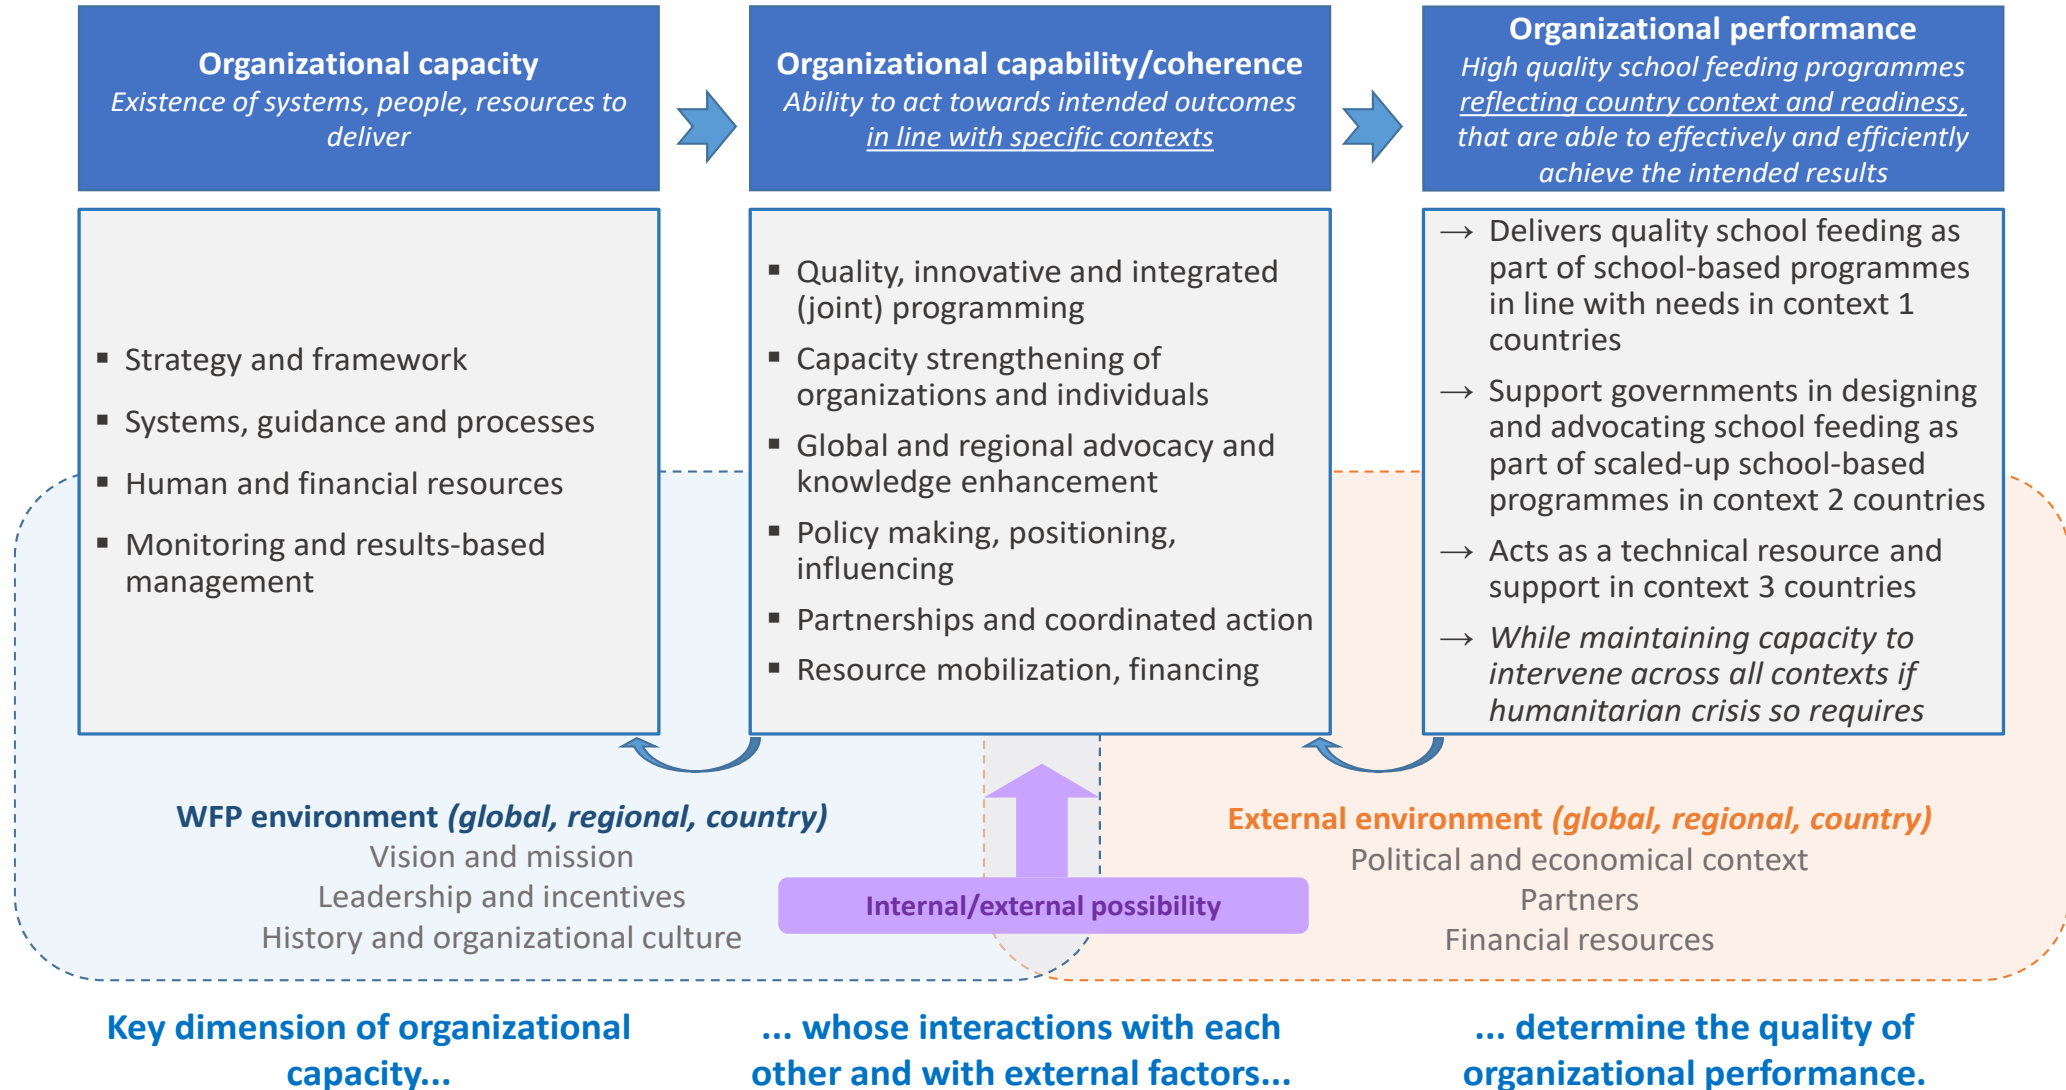 Organizational capacity
Existence of systems, people, resources to
deliver
Organizational capability/coherence
Ability to act towards intended outcomes
in line with specific contexts
Organizational performance
High quality school feeding programmes
reflecting country context and readiness,
that are able to effectively and efficiently
achieve the intended results
▪ Strategy and framework
▪ Systems, guidance and processes
▪ Human and financial resources
▪ Monitoring and results-based
management
▪ Quality, innovative and integrated
(joint) programming
▪ Capacity strengthening of
organizations and individuals
▪ Global and regional advocacy and
knowledge enhancement
▪ Policy making, positioning,
influencing
▪ Partnerships and coordinated action
▪ Resource mobilization, financing
→ Delivers quality school feeding as
part of school-based programmes
in line with needs in context 1
countries
→ Support governments in designing
and advocating school feeding as
part of scaled-up school-based
programmes in context 2 countries
→ Acts as a technical resource and
support in context 3 countries
→ While maintaining capacity to
intervene across all contexts if
humanitarian crisis so requires
WFP environment (global, regional, country)
Vision and mission
Leadership and incentives
History and organizational culture
Internal/external possibility
External environment (global, regional, country)
Political and economical context
Partners
Financial resources
Key dimension of organizational
capacity...
... whose interactions with each
other and with external factors...
... determine the quality of
organizational performance.